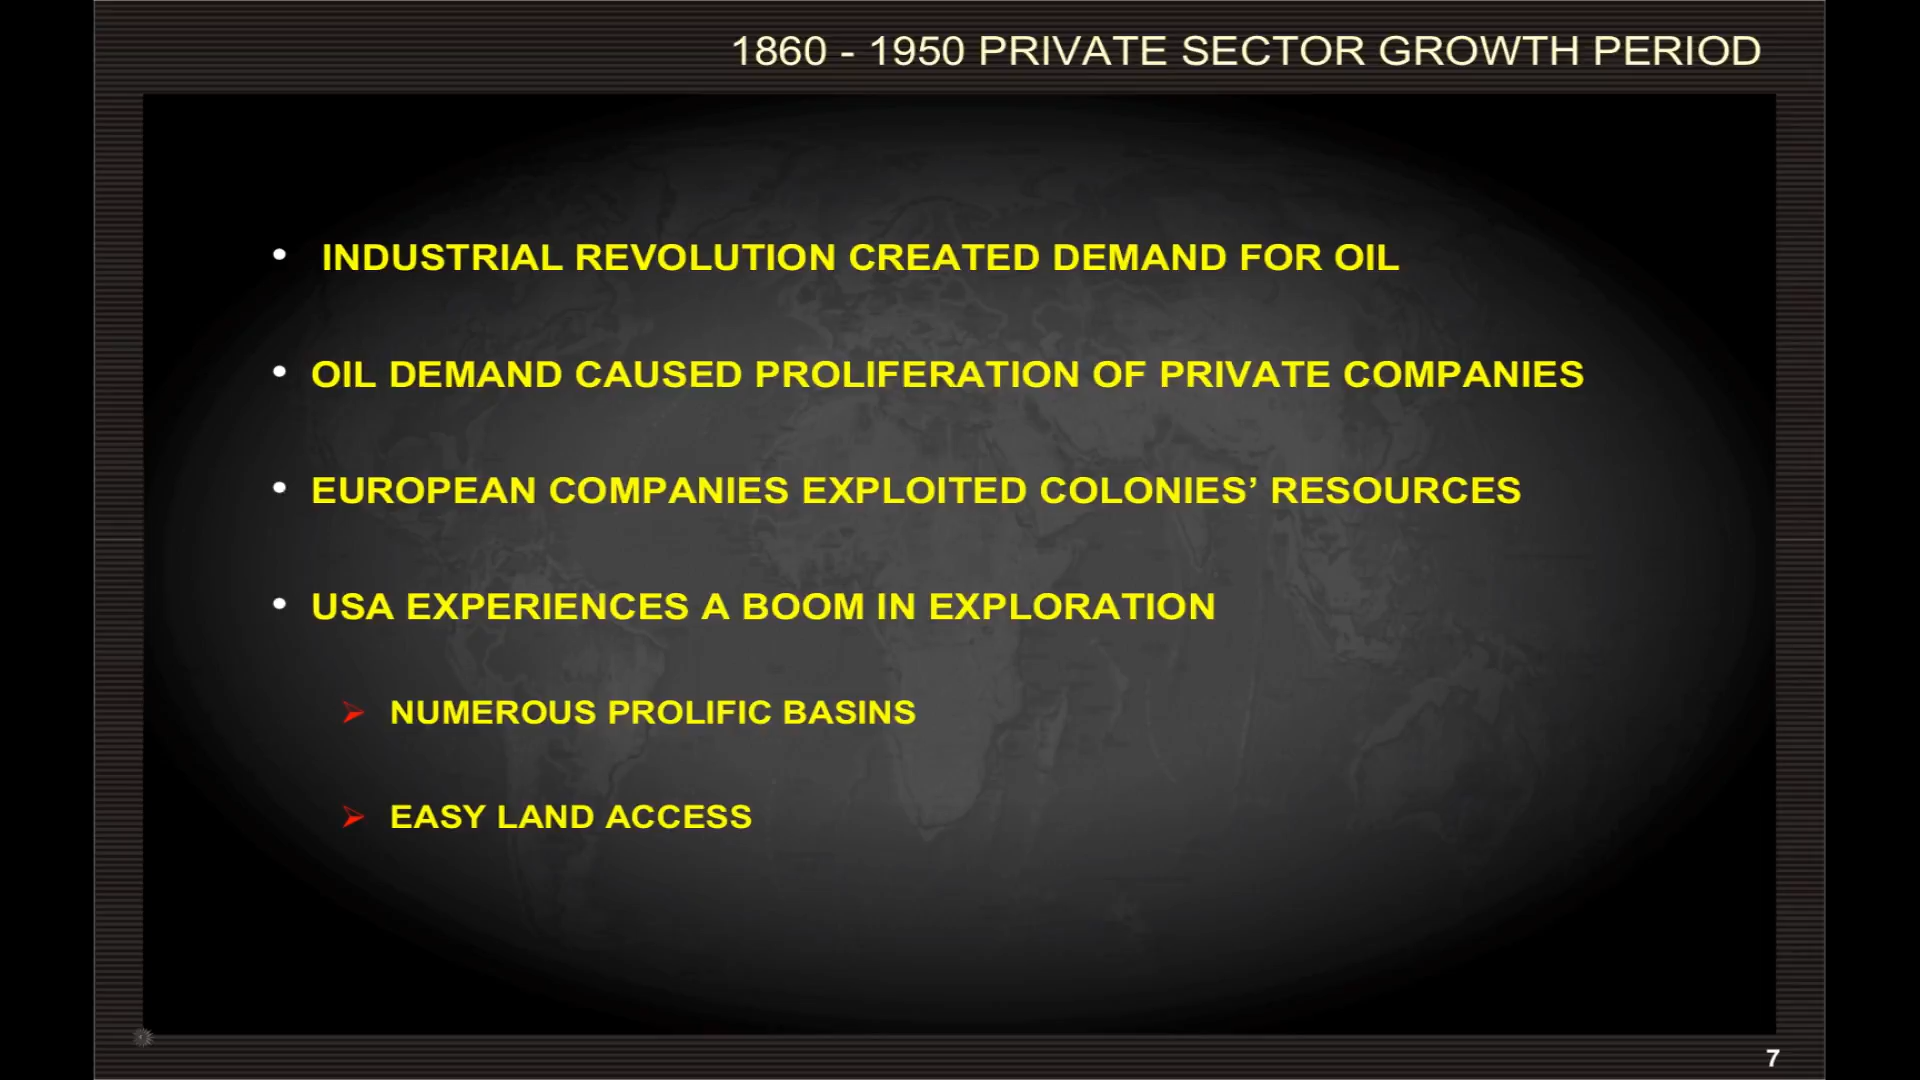 1860 - 1950 PRIVATE SECTOR GROWTH PERIOD
• INDUSTRIAL REVOLUTION CREATED DEMAND FOR OIL
• OIL DEMAND CAUSED PROLIFERATION OF PRIVATE COMPANIES
• EUROPEAN COMPANIES EXPLOITED COLONIES’ RESOURCES
• USA EXPERIENCES A BOOM IN EXPLORATION
➢ NUMEROUS PROLIFIC BASINS
➢ EASY LAND ACCESS
7